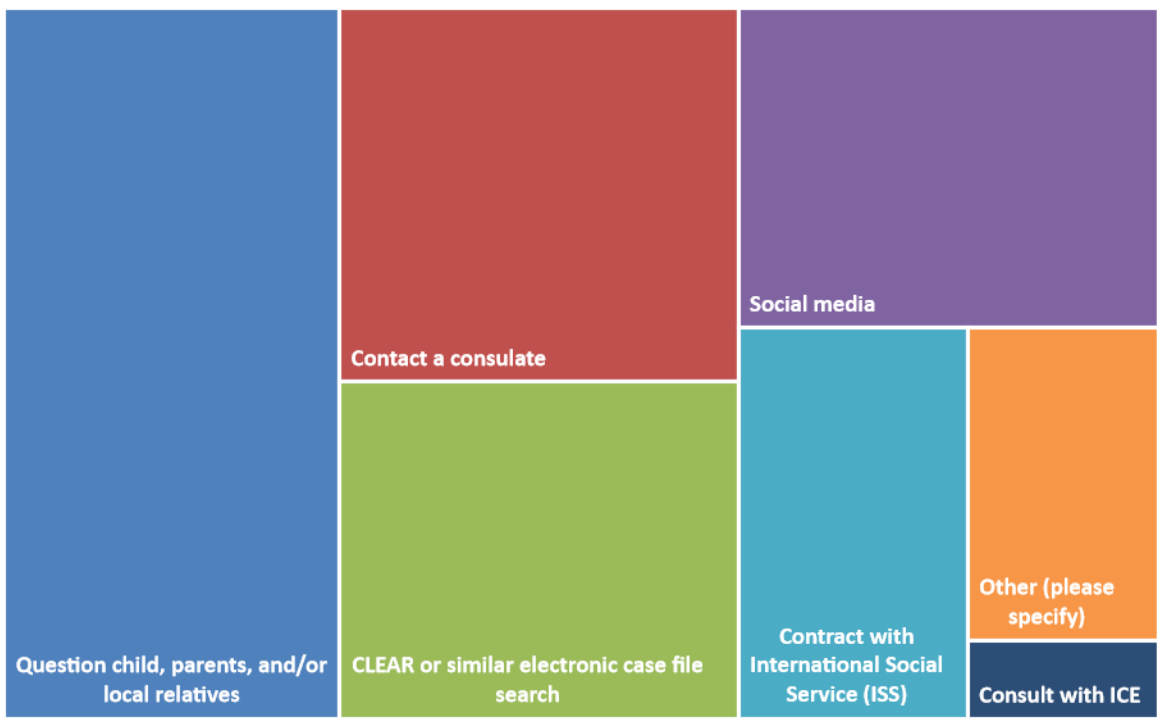 Question child, parents, and/or
local relatives
Contact a consulate
CLEAR or similar electronic case file
search
Social media
Contract with
International Social
Service (ISS)
Other (please
specify)
Consult with ICE